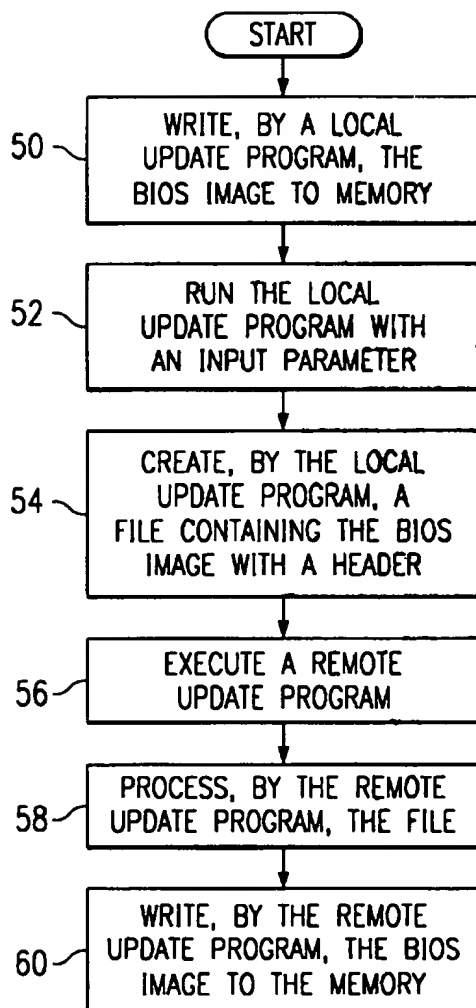 START
50
WRITE, BY A LOCAL
UPDATE PROGRAM, THE
BIOS IMAGE TO MEMORY
52
RUN THE LOCAL
UPDATE PROGRAM WITH
AN INPUT PARAMETER
54
CREATE, BY THE LOCAL
UPDATE PROGRAM, A
FILE CONTAINING THE BIOS
IMAGE WITH A HEADER
56
EXECUTE A REMOTE
UPDATE PROGRAM
58
PROCESS, BY THE REMOTE
UPDATE PROGRAM, THE FILE
60
WRITE, BY THE REMOTE
UPDATE PROGRAM, THE BIOS
IMAGE TO THE MEMORY